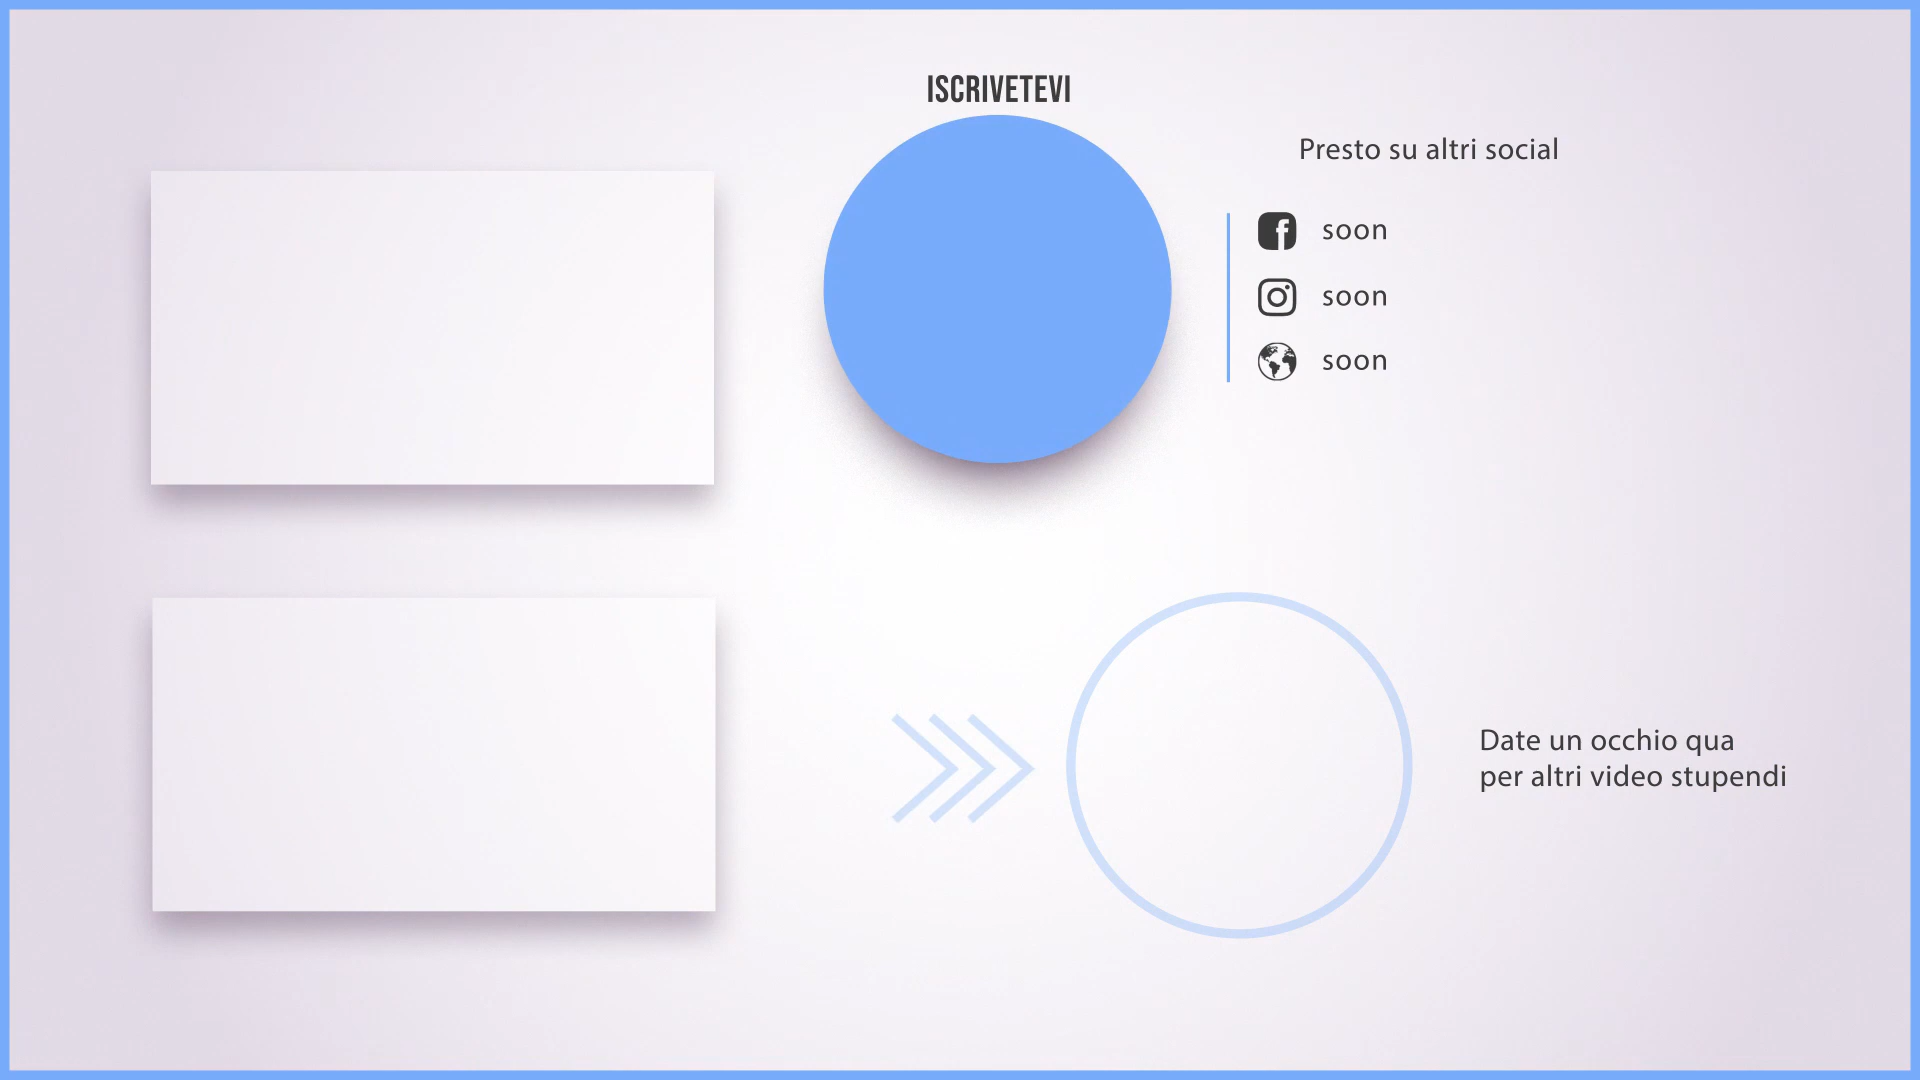 ISCRIVETEVI
Presto su altri social
soon
soon
soon
Date un occhio qua
per altri video stupendi